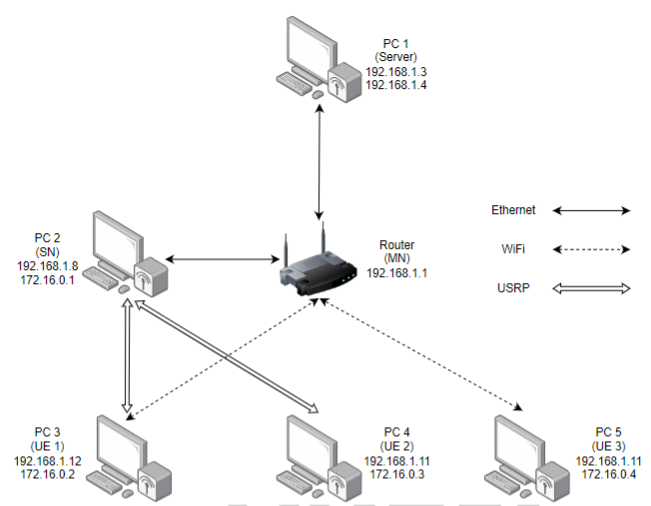 PC 1
(Server)
192.168.1.3
192.168.1.4
Ethernet
WiFi
USRP
PC 2
(SN)
192.168.1.8
172.16.0.1
Router
(MN)
192.168.1.1
PC 3
(UE 1)
192.168.1.12
172.16.0.2
PC 4
(UE 2)
192.168.1.11
172.16.0.3
PC 5
(UE 3)
192.168.1.11
172.16.0.4